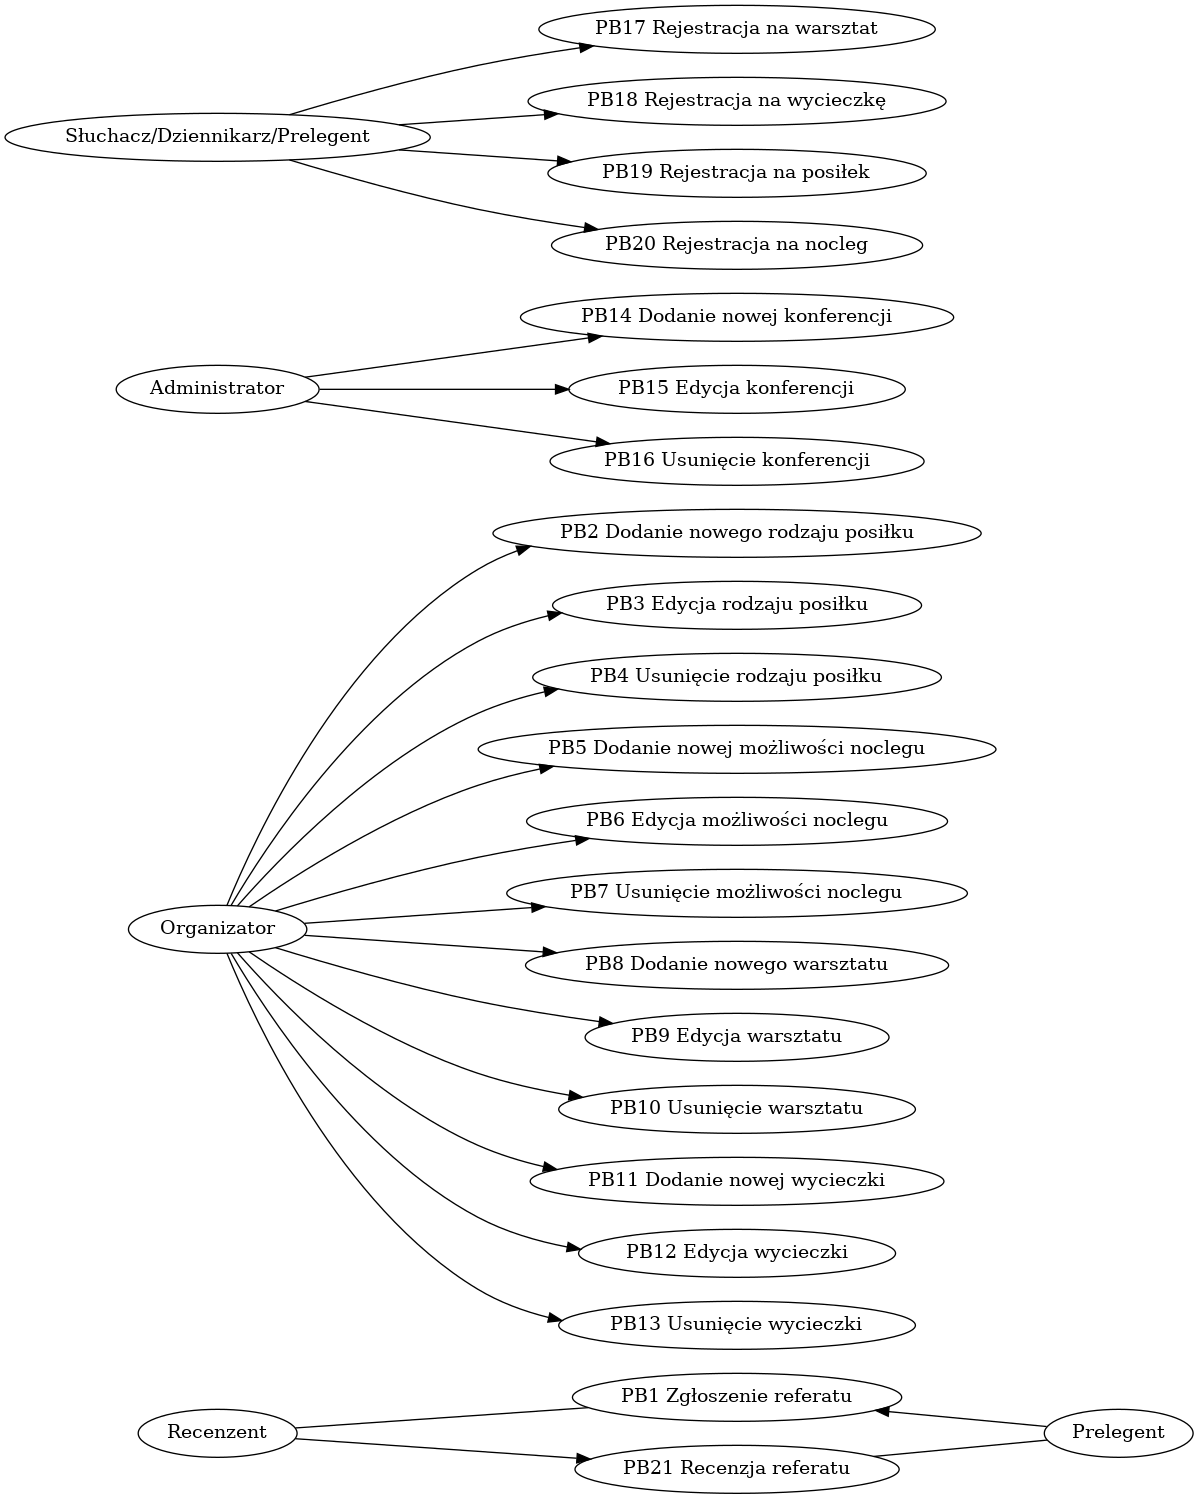 PB17 Rejestracja na warsztat
PB18 Rejestracja na wycieczkę
Słuchacz/Dziennikarz/Prelegent
PB19 Rejestracja na posiłek
PB20 Rejestracja na nocleg
PB14 Dodanie nowej konferencji
Administrator
PB15 Edycja konferencji
PB16 Usunięcie konferencji
PB2 Dodanie nowego rodzaju posiłku
PB3 Edycja rodzaju posiłku
PB4 Usunięcie rodzaju posiłku
PB5 Dodanie nowej możliwości noclegu
PB6 Edycja możliwości noclegu
PB7 Usunięcie możliwości noclegu
Organizator
PB8 Dodanie nowego warsztatu
PB9 Edycja warsztatu
PB10 Usunięcie warsztatu
PB11 Dodanie nowej wycieczki
PB12 Edycja wycieczki
PB13 Usunięcie wycieczki
PB1 Zgłoszenie referatu
Recenzent
Prelegent
PB21 Recenzja referatu